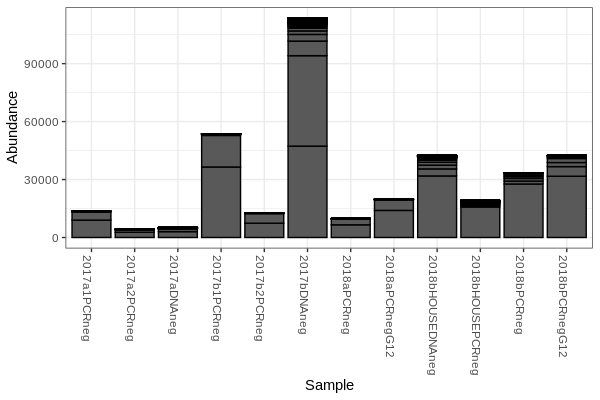 Abundance
90000
60000
30000
0
2017a1PCRneg
2017a2PCRneg
2017aDNAneg
2017b1PCRneg
2017b2PCRneg
2017bDNAneg
2018aPCRneg
2018aPCRnegG12
2018bHOUSEDNAneg
2018bHOUSEPCRneg
2018bPCRneg
2018bPCRnegG12
Sample